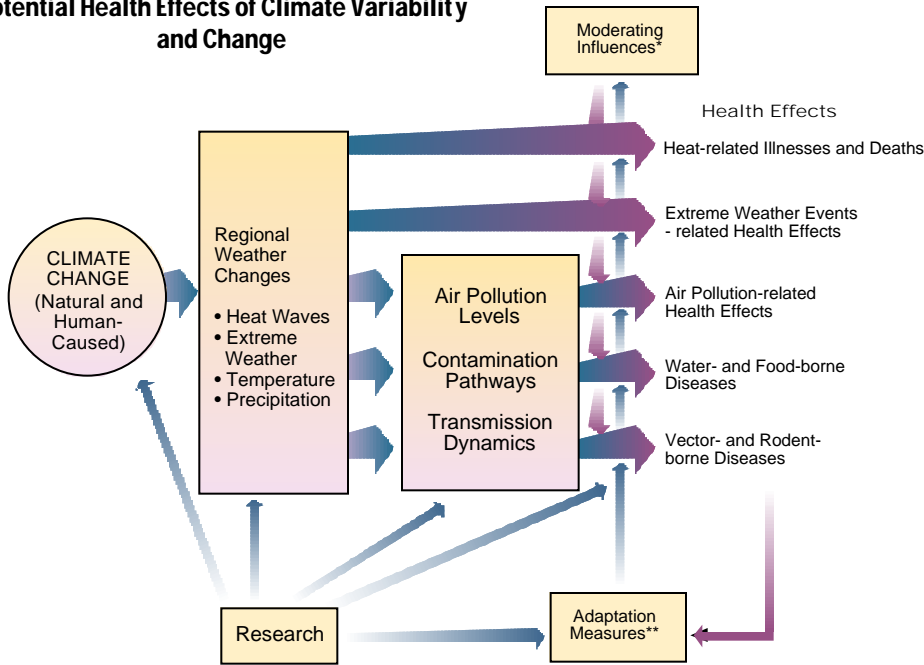 otential Health Effects of Climate Variability
and Change
Moderating
Influences*
Health Effects
Heat-related Illnesses and Deaths
Extreme Weather Events
- related Health Effects
Air Pollution-related
Health Effects
Water- and Food-borne
Diseases
Vector- and Rodent-
borne Diseases
CLIMATE
CHANGE
(Natural and
Human-
Caused)
Regional
Weather
Changes
• Heat Waves
• Extreme
Weather
• Temperature
• Precipitation
Air Pollution
Levels
Contamination
Pathways
Transmission
Dynamics
Research
Adaptation
Measures**